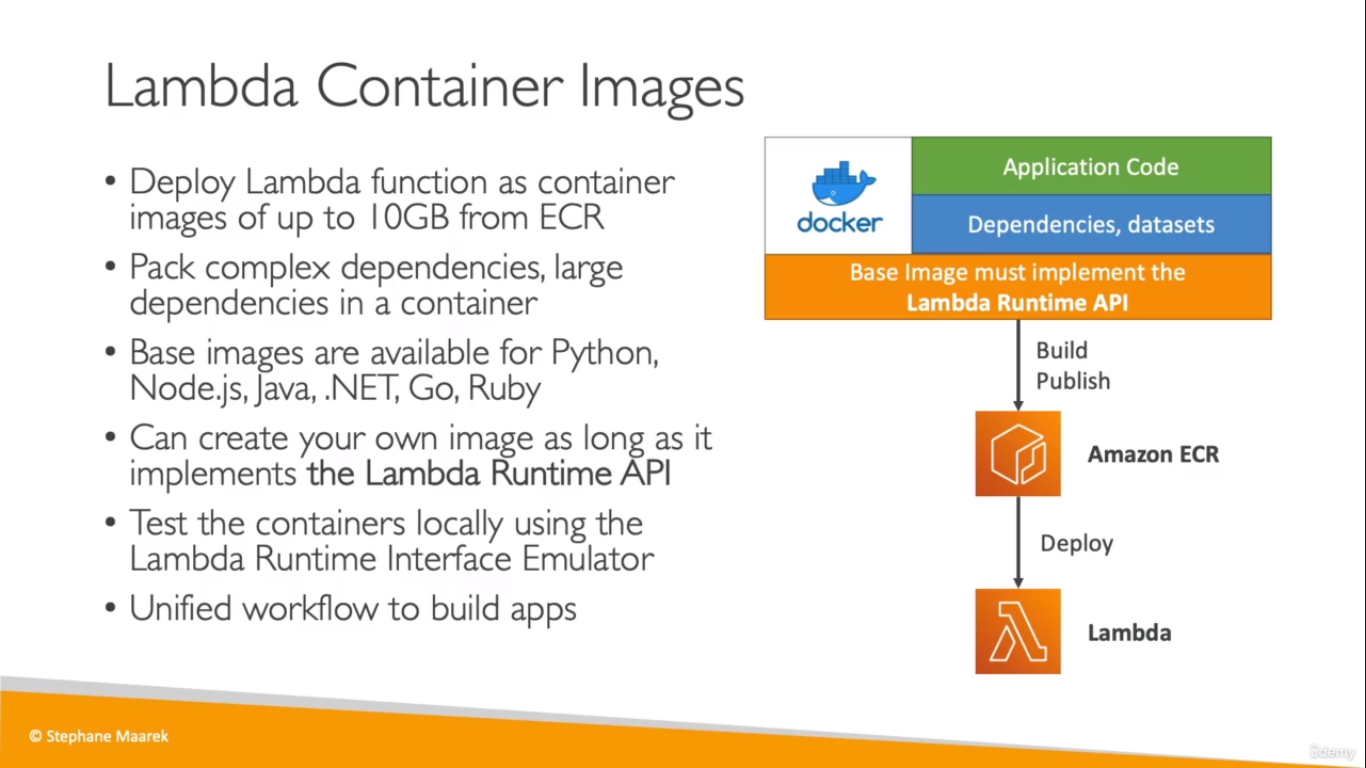 Lambda Container Images
• Deploy Lambda function as container
images of up to 10GB from ECR
• Pack complex dependencies, large
dependencies in a container
• Base images are available for Python,
Node.js, Java, .NET, Go, Ruby
• Can create your own image as long as it
implements the Lambda Runtime API
• Test the containers locally using the
Lambda Runtime Interface Emulator
• Unified workflow to build apps
docker
Application Code
Dependencies, datasets
Base Image must implement the
Lambda Runtime API
Build
Publish
Amazon ECR
Deploy
Lambda
© Stephane Maarek
ûdemy